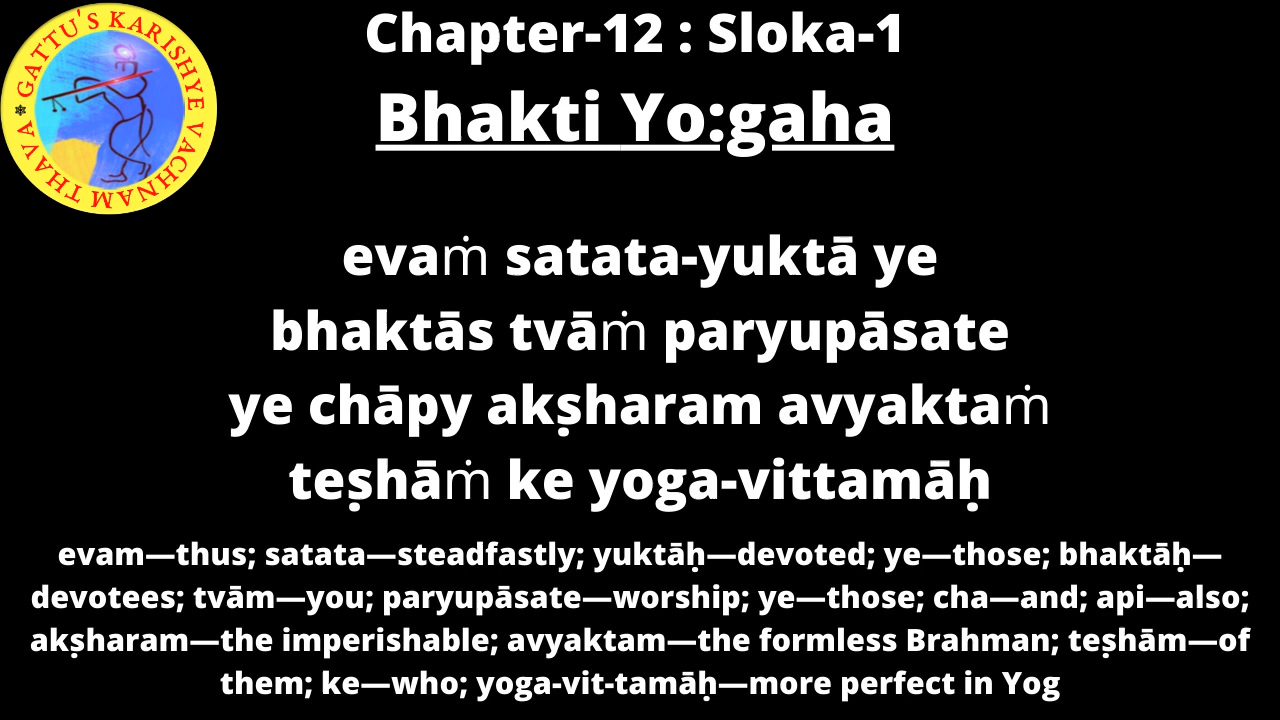 GATTU'S KARISHYE VACHNAM THAVA
Chapter-12 : Sloka-1
Bhakti Yo:gaha
evaṁ satata-yuktā ye
bhaktās tvāṁ paryupāsate
ye chāpy akṣharam avyaktaṁ
teṣhāṁ ke yoga-vittamāḥ
evam—thus; satata—steadfastly; yuktāḥ—devoted; ye—those; bhaktāḥ—
devotees; tvām—you; paryupāsate—worship; ye—those; cha—and; api—also;
akṣharam—the imperishable; avyaktam—the formless Brahman; teṣhām—of
them; ke—who; yoga-vit-tamāḥ—more perfect in Yog